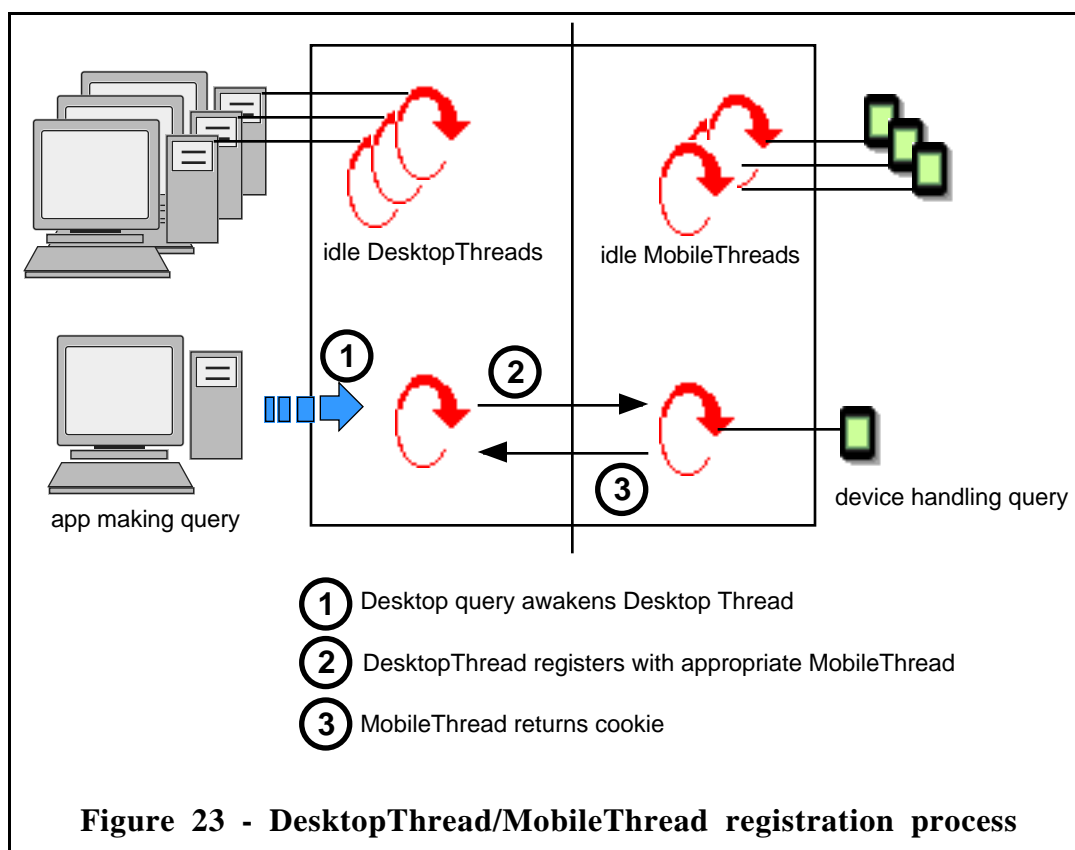 idle DesktopThreads
idle MobileThreads
1
2
3
app making query
device handling query
1 Desktop query awakens Desktop Thread
2 DesktopThread registers with appropriate MobileThread
3 MobileThread returns cookie
Figure 23 - DesktopThread/MobileThread registration process